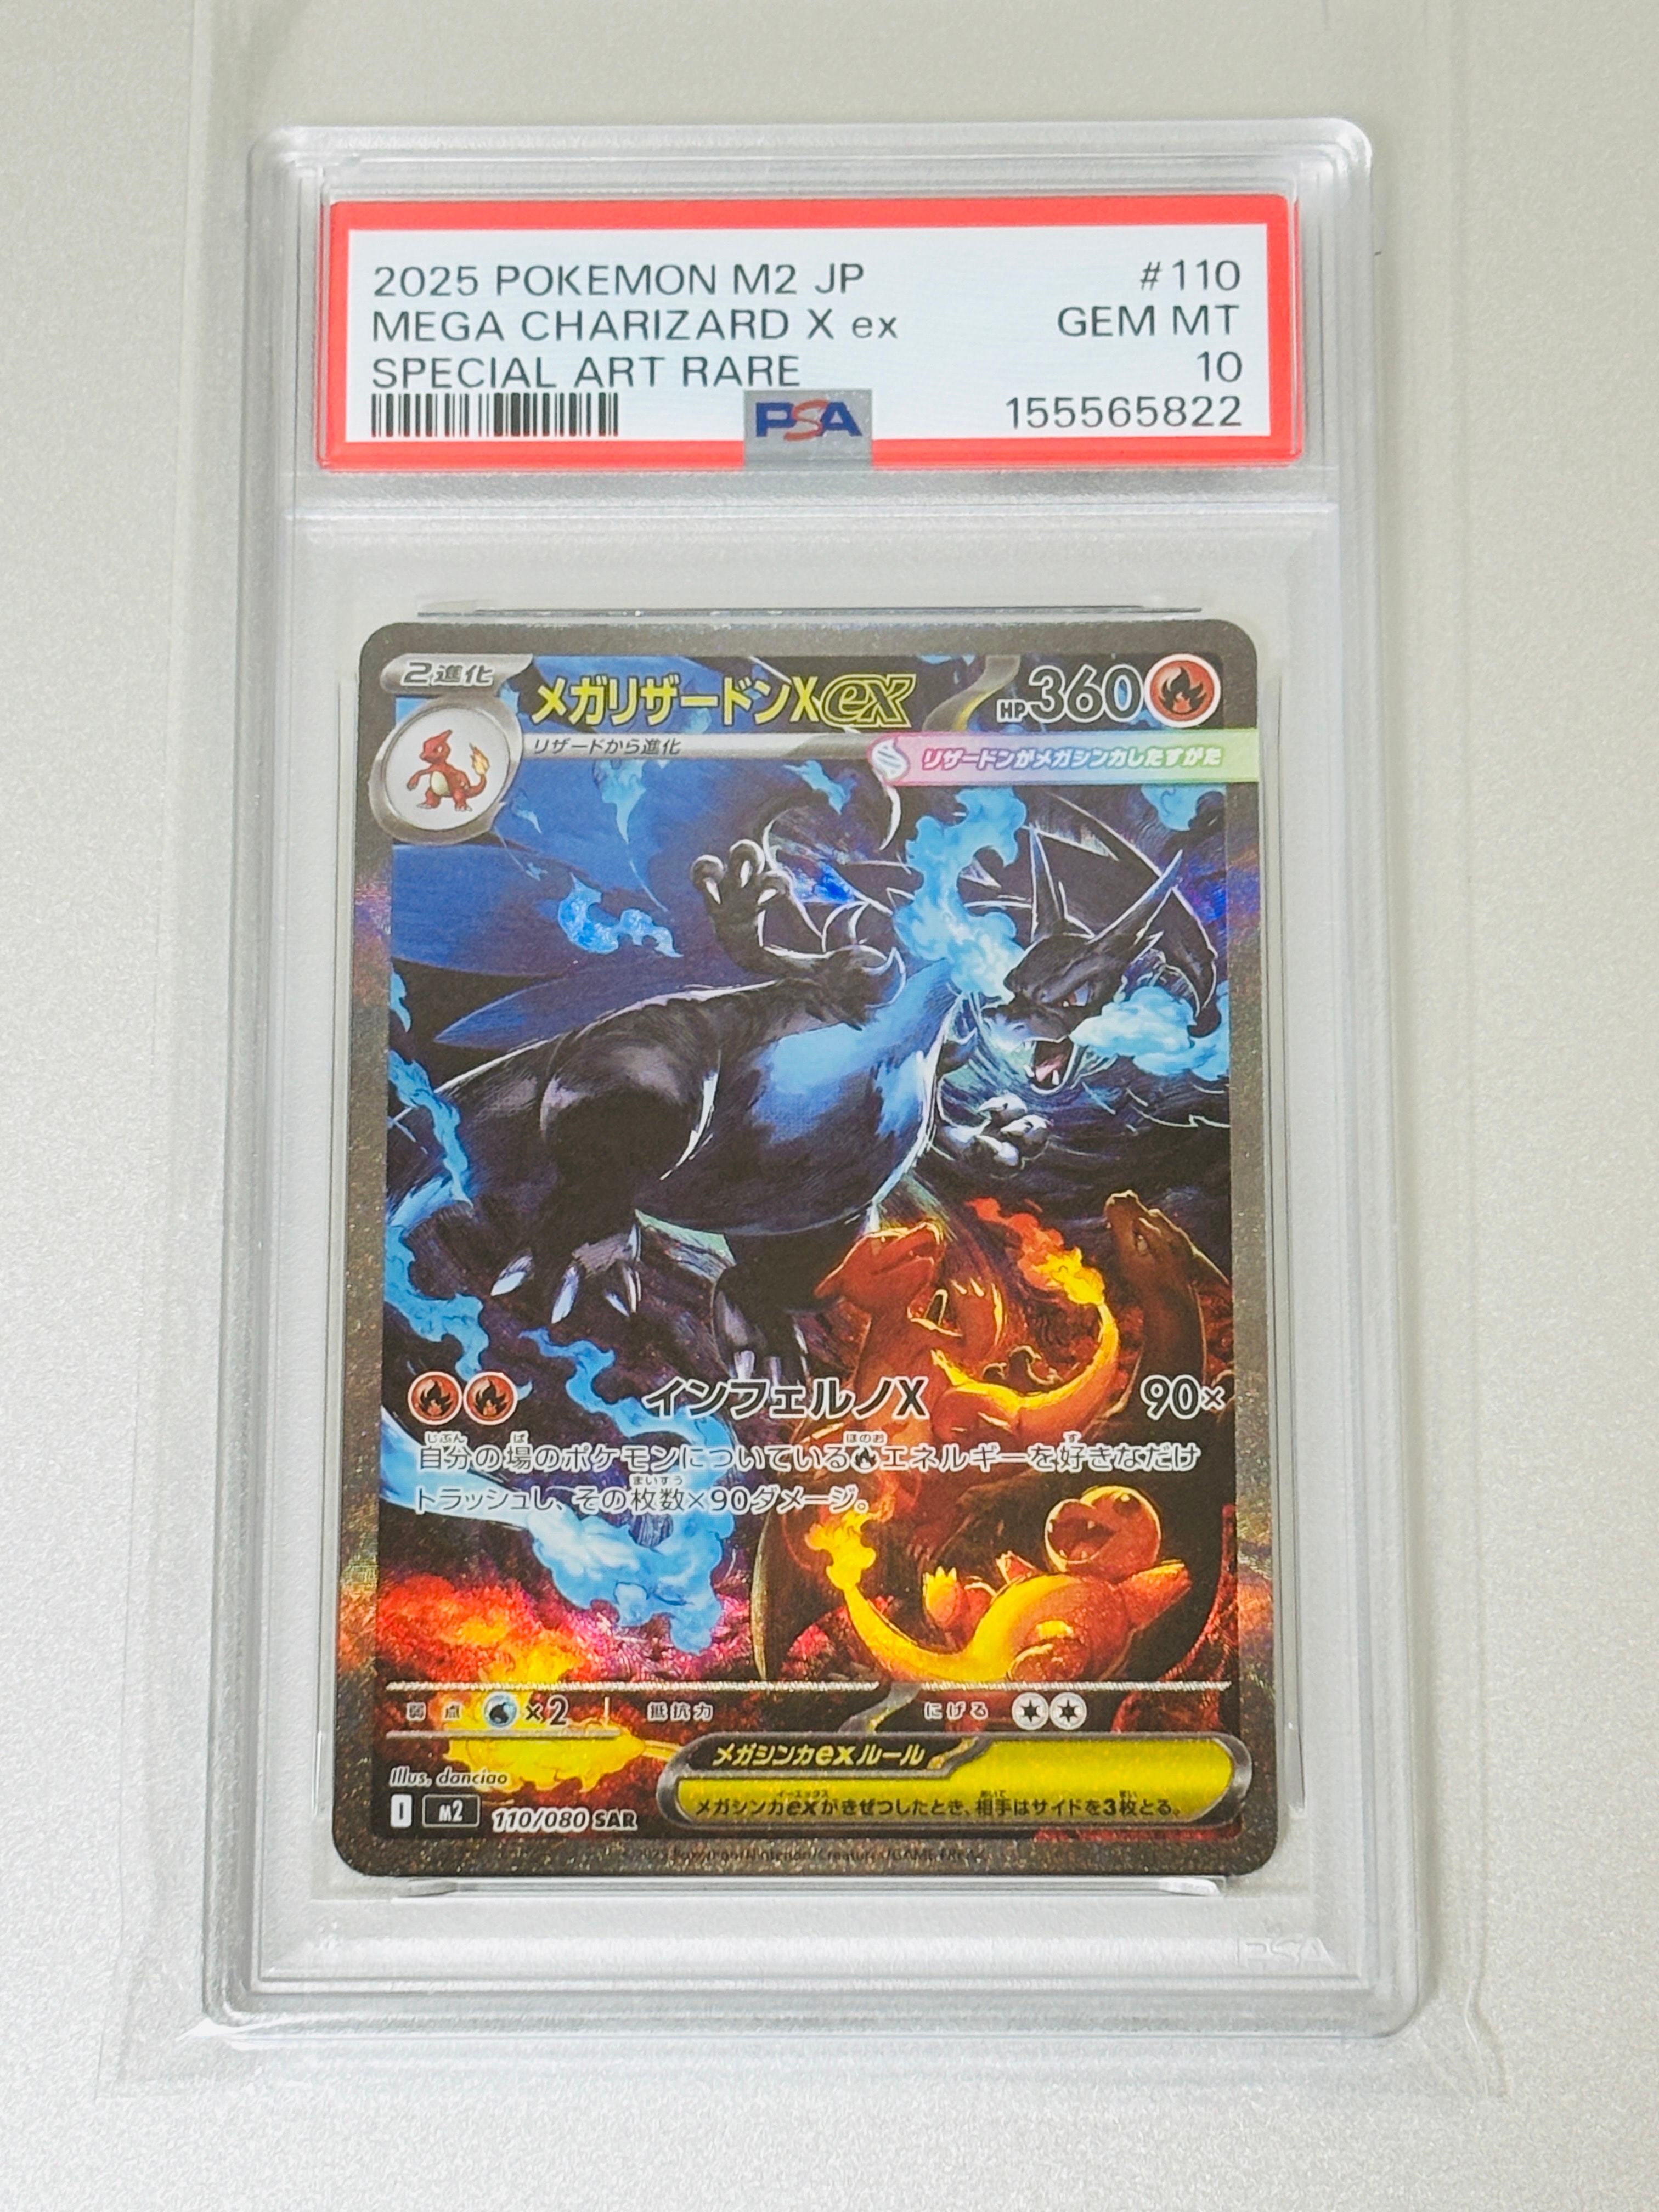 2025 POKEMON M2 JP #110
MEGA CHARIZARD X ex GEM MT
SPECIAL ART RARE 10
PSA 155565822
2進化 メガリザードンXex HP360
リザードから進化
リザードンがメガシンカしたすがた
インフェルノX 90×
自分の場のポケモンについているエネルギーを好きなだけ
トラッシュし、その枚数×90ダメージ。
弱点 ×2 抵抗力 にげる
メガシンカexルール
メガシンカexがきぜつしたとき、相手はサイドを3枚とる。
Illus. danciao
I M2 110/080 SAR
PSA